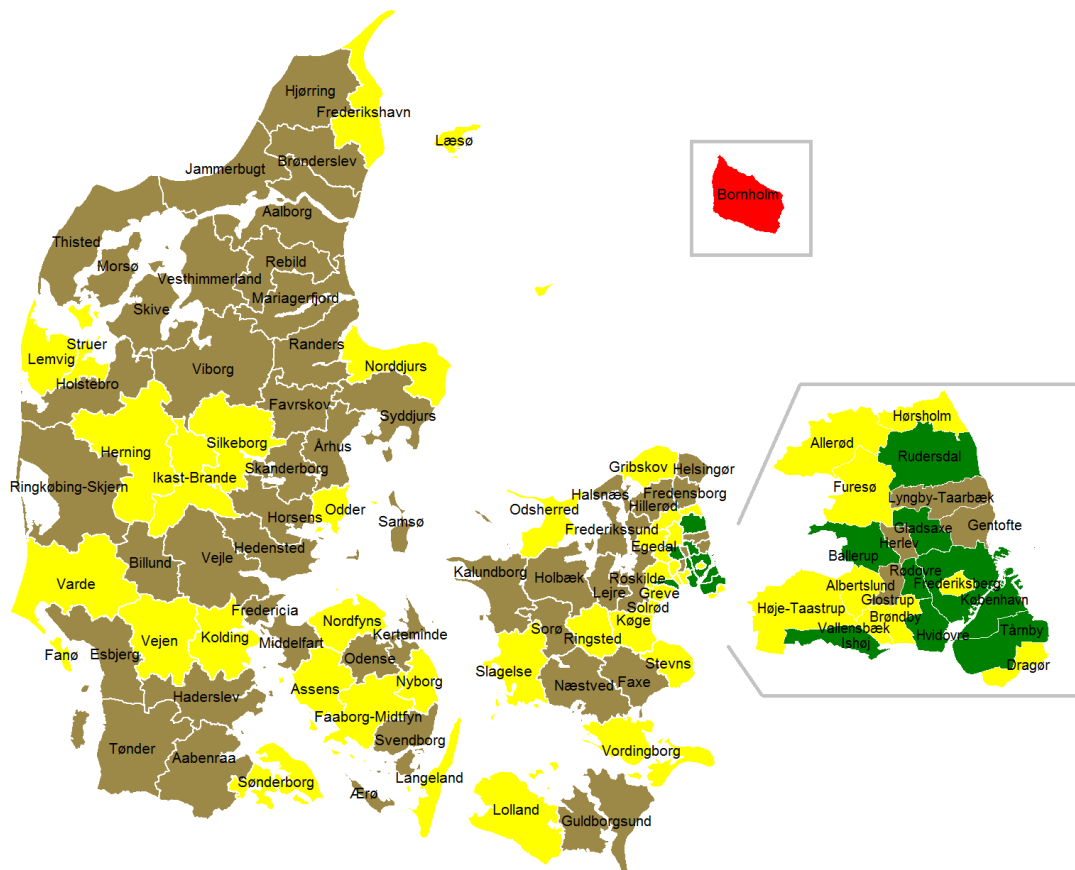 Hjørring
Frederikshavn
Læsø
Brønderslev
Jammerbugt
Aalborg
Thisted
Morsø
Rebild
Vesthimmerland
Mariagerfjord
Skive
Struer
Lemvig
Randers
Viborg
Norddjurs
Holstebro
Favrskov
Syddjurs
Silkeborg
Århus
Herning
Skanderborg
Ikast-Brande
Ringkøbing-Skjern
Odder
Horsens
Samsø
Hedensted
Billund
Vejle
Varde
Fredericia
Vejen
Kolding
Nordfyns
Middelfart
Kerteminde
Fanø
Esbjerg
Odense
Assens
Nyborg
Haderslev
Faaborg-Midtfyn
Svendborg
Tønder
Aabenraa
Langeland
Sønderborg
Ærø
Bornholm
Gribskov
Helsingør
Halsnæs
Fredensborg
Hillerød
Odsherred
Frederikssund
Egedal
Kalundborg
Holbæk
Roskilde
Lejre
Greve
Solrød
Køge
Sorø
Ringsted
Stevns
Slagelse
Næstved
Faxe
Vordingborg
Lolland
Guldborgsund
Hørsholm
Allerød
Rudersdal
Furesø
Lyngby-Taarbæk
Gladsaxe
Gentofte
Herlev
Ballerup
Rødovre
Albertslund
Frederiksberg
Glostrup
København
Høje-Taastrup
Brøndby
Vallensbæk
Hvidovre
Tårnby
Ishøj
Dragør